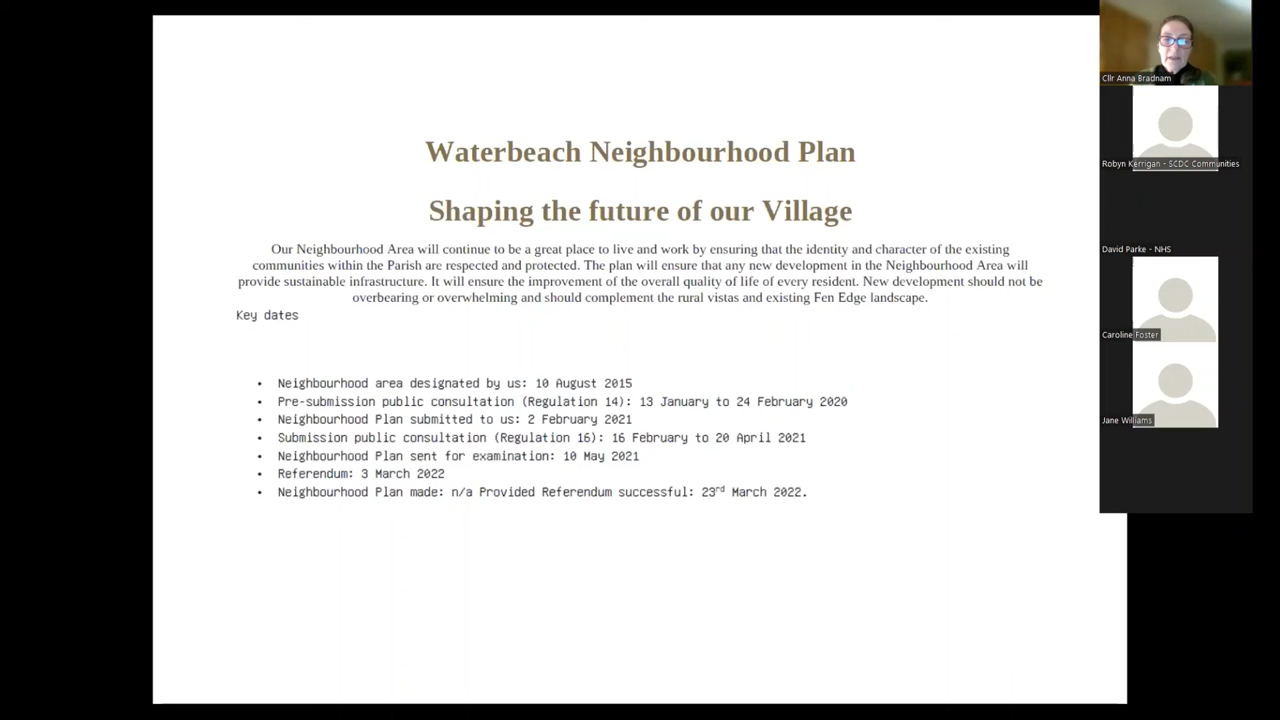 Waterbeach Neighbourhood Plan
Shaping the future of our Village
Our Neighbourhood Area will continue to be a great place to live and work by ensuring that the identity and character of the existing
communities within the Parish are respected and protected. The plan will ensure that any new development in the Neighbourhood Area will
provide sustainable infrastructure. It will ensure the improvement of the overall quality of life of every resident. New development should not be
overbearing or overwhelming and should complement the rural vistas and existing Fen Edge landscape.
Key dates
• Neighbourhood area designated by us: 10 August 2015
• Pre-submission public consultation (Regulation 14): 13 January to 24 February 2020
• Neighbourhood Plan submitted to us: 2 February 2021
• Submission public consultation (Regulation 16): 16 February to 20 April 2021
• Neighbourhood Plan sent for examination: 10 May 2021
• Referendum: 3 March 2022
• Neighbourhood Plan made: n/a Provided Referendum successful: 23rd March 2022.
Cllr Anna Bradnam
Robyn Kerrigan - SCDC Communities
David Parke - NHS
Caroline Foster
Jane Williams